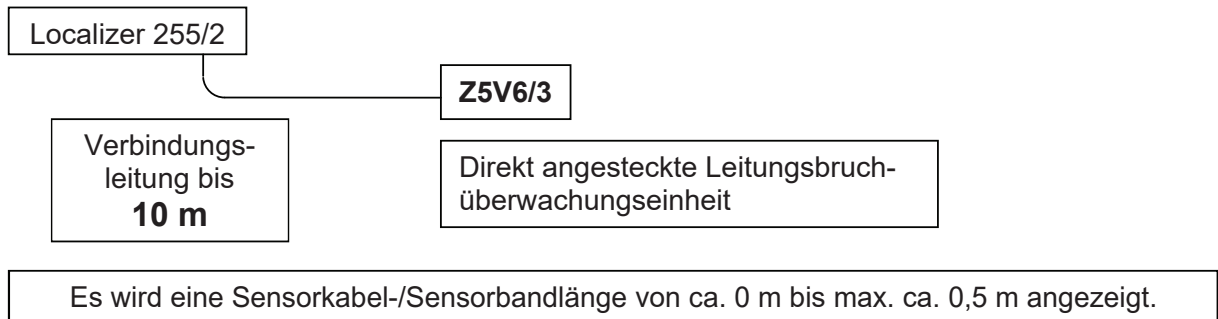 Localizer 255/2
Z5V6/3
Verbindungs-
leitung bis
10 m
Direkt angesteckte Leitungsbruch-
überwachungseinheit
Es wird eine Sensorkabel-/Sensorbandlänge von ca. 0 m bis max. ca. 0,5 m angezeigt.